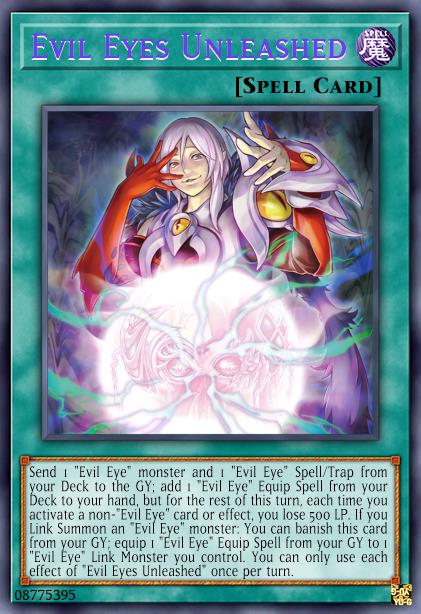 Evil Eyes Unleashed
SPELL
魔
[Spell Card]
Send 1 "Evil Eye" monster and 1 "Evil Eye" Spell/Trap from
your Deck to the GY; add 1 "Evil Eye" Equip Spell from your
Deck to your hand, but for the rest of this turn, each time you
activate a non-"Evil Eye" card or effect, you lose 500 LP. If you
Link Summon an "Evil Eye" monster: You can banish this card
from your GY; equip 1 "Evil Eye" Equip Spell from your GY to 1
"Evil Eye" Link Monster you control. You can only use each
effect of "Evil Eyes Unleashed" once per turn.
08775395